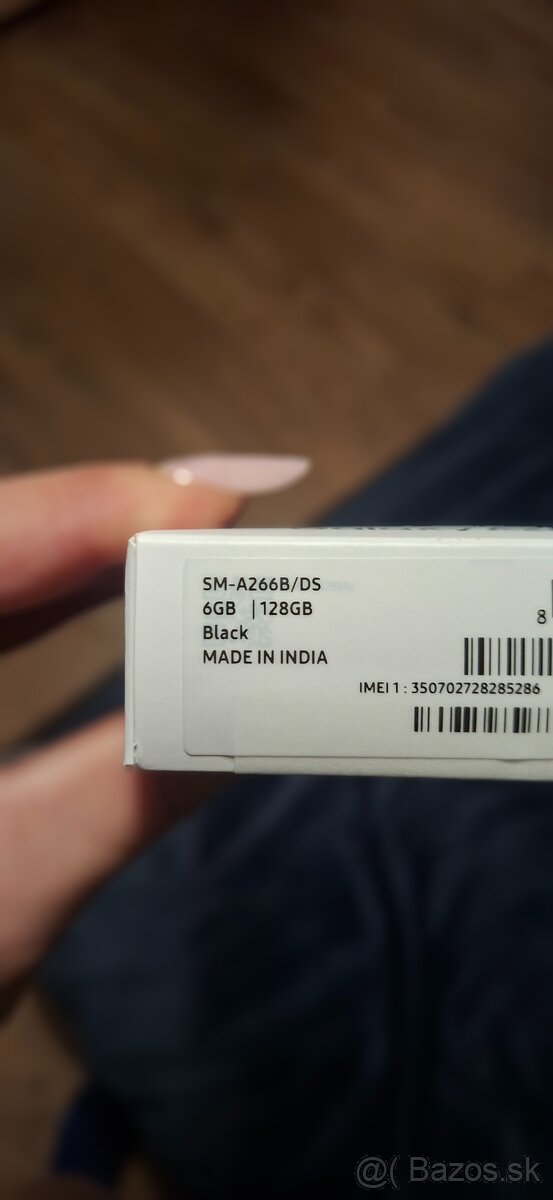 SM-A266B/DS
6GB | 128GB
Black
MADE IN INDIA
8
IMEI 1 : 350702728285286
@( Bazos.sk